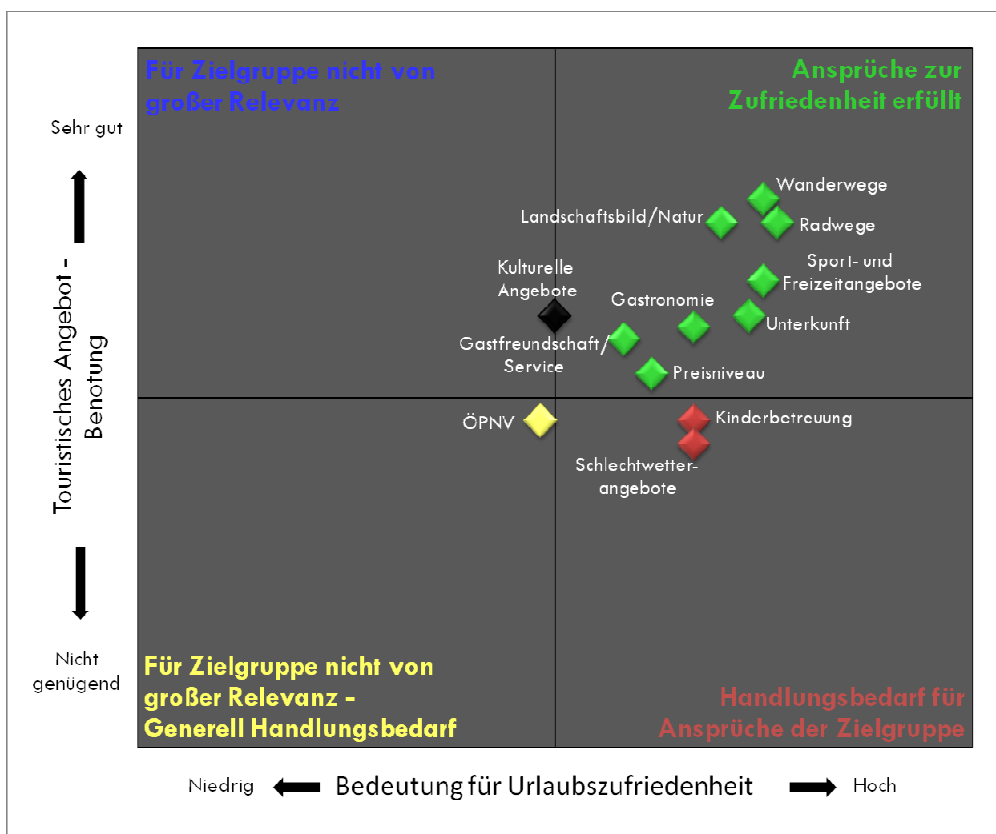 Für Zielgruppe nicht von
großer Relevanz
Ansprüche zur
Zufriedenheit erfüllt
Sehr gut
Touristisches Angebot -
Benotung
Nicht
genügend
Wanderwege
Landschaftsbild/Natur
Radwege
Sport- und
Freizeitangebote
Kulturelle
Angebote
Gastronomie
Unterkunft
Gastfreundschaft/
Service
Preisniveau
ÖPNV
Kinderbetreuung
Schlechtwetter-
angebote
Für Zielgruppe nicht von
großer Relevanz –
Generell Handlungsbedarf
Handlungsbedarf für
Ansprüche der Zielgruppe
Niedrig
Bedeutung für Urlaubszufriedenheit
Hoch